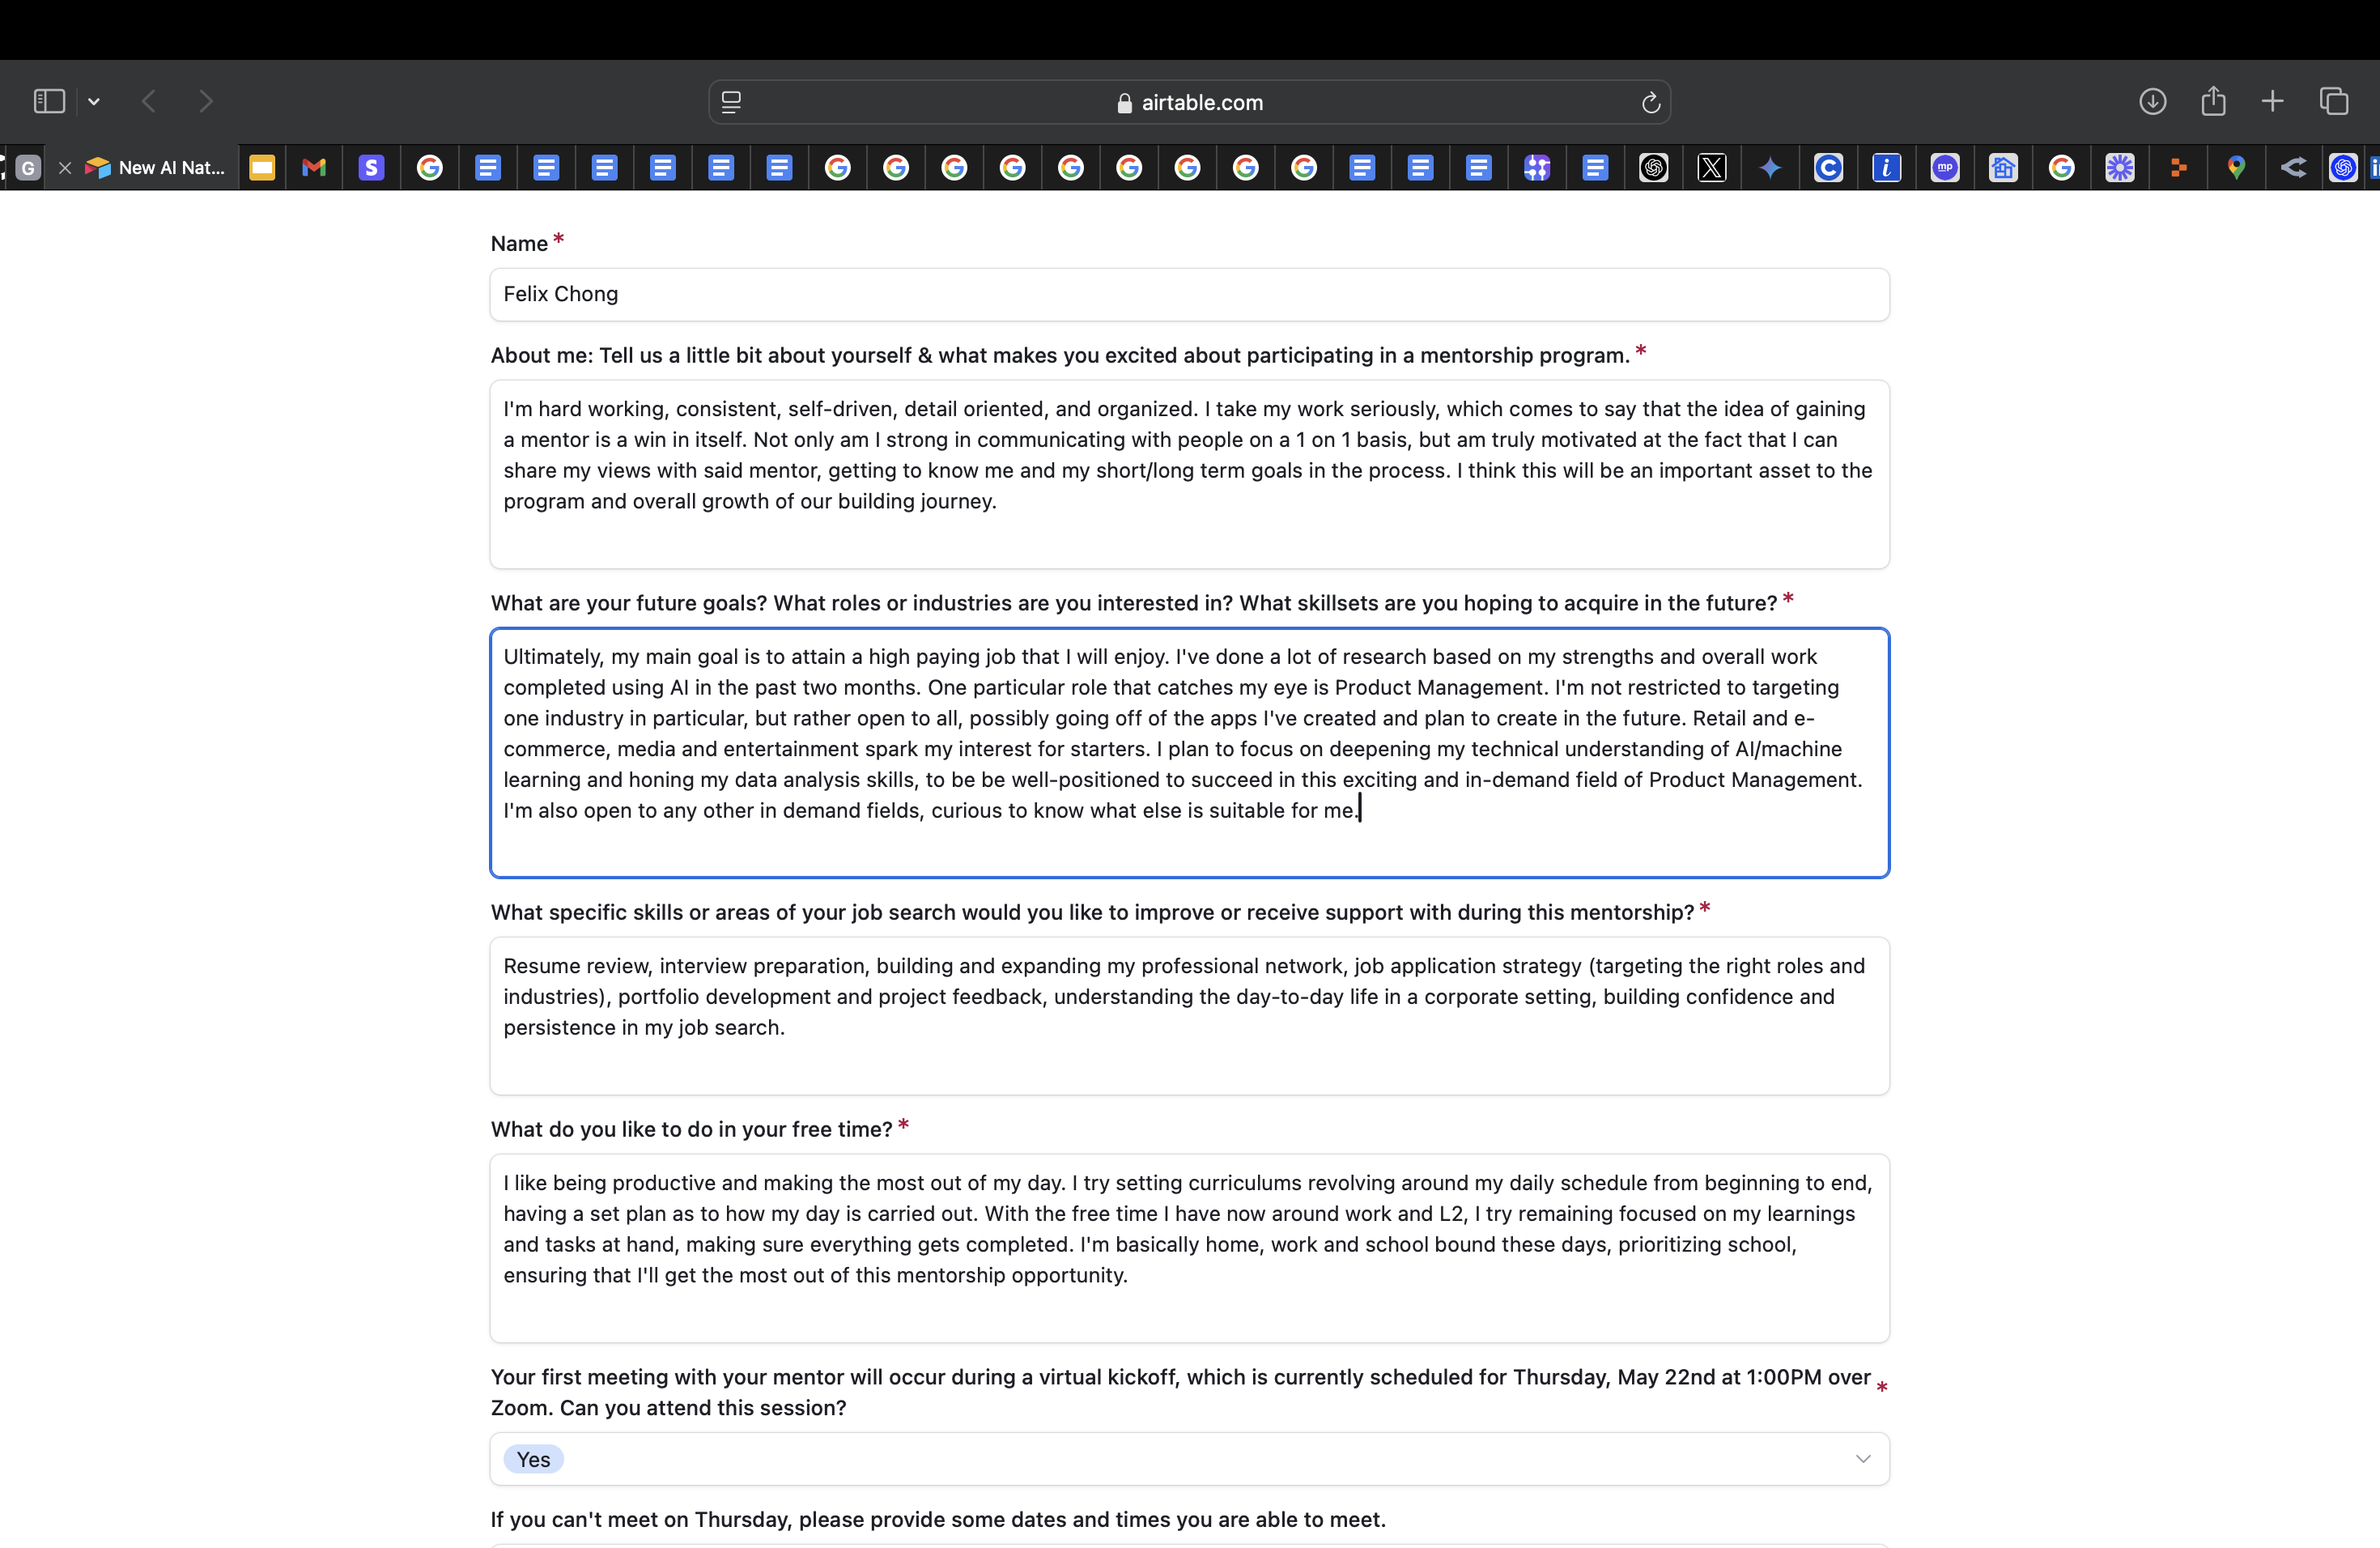 airtable.com
G
New AI Nat...
S
C
i
mp
Name *
Felix Chong
About me: Tell us a little bit about yourself & what makes you excited about participating in a mentorship program. *
I'm hard working, consistent, self-driven, detail oriented, and organized. I take my work seriously, which comes to say that the idea of gaining
a mentor is a win in itself. Not only am I strong in communicating with people on a 1 on 1 basis, but am truly motivated at the fact that I can
share my views with said mentor, getting to know me and my short/long term goals in the process. I think this will be an important asset to the
program and overall growth of our building journey.
What are your future goals? What roles or industries are you interested in? What skillsets are you hoping to acquire in the future? *
Ultimately, my main goal is to attain a high paying job that I will enjoy. I've done a lot of research based on my strengths and overall work
completed using AI in the past two months. One particular role that catches my eye is Product Management. I'm not restricted to targeting
one industry in particular, but rather open to all, possibly going off of the apps I've created and plan to create in the future. Retail and e-
commerce, media and entertainment spark my interest for starters. I plan to focus on deepening my technical understanding of AI/machine
learning and honing my data analysis skills, to be be well-positioned to succeed in this exciting and in-demand field of Product Management.
I'm also open to any other in demand fields, curious to know what else is suitable for me.
What specific skills or areas of your job search would you like to improve or receive support with during this mentorship? *
Resume review, interview preparation, building and expanding my professional network, job application strategy (targeting the right roles and
industries), portfolio development and project feedback, understanding the day-to-day life in a corporate setting, building confidence and
persistence in my job search.
What do you like to do in your free time? *
I like being productive and making the most out of my day. I try setting curriculums revolving around my daily schedule from beginning to end,
having a set plan as to how my day is carried out. With the free time I have now around work and L2, I try remaining focused on my learnings
and tasks at hand, making sure everything gets completed. I'm basically home, work and school bound these days, prioritizing school,
ensuring that I'll get the most out of this mentorship opportunity.
Your first meeting with your mentor will occur during a virtual kickoff, which is currently scheduled for Thursday, May 22nd at 1:00PM over *
Zoom. Can you attend this session?
Yes
If you can't meet on Thursday, please provide some dates and times you are able to meet.